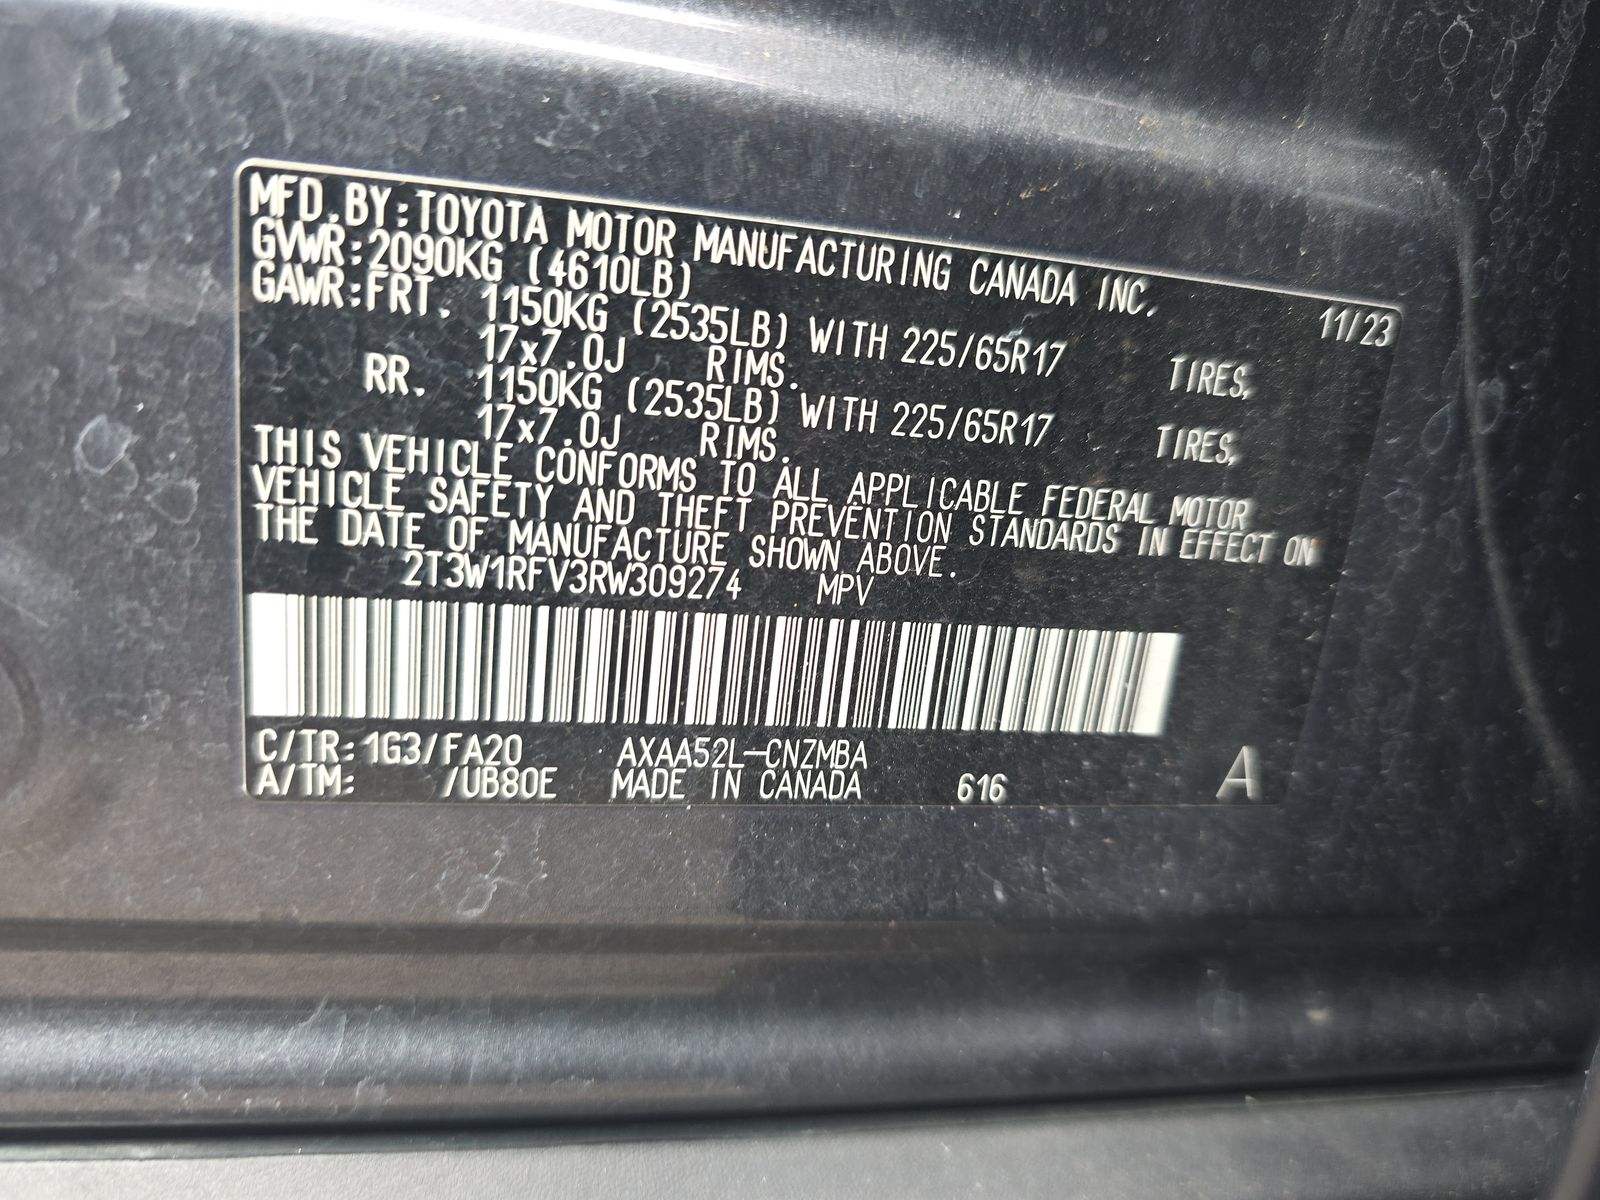 MFD.BY:TOYOTA MOTOR MANUFACTURING CANADA INC.
11/23
GVWR:2090KG (4610LB)
GAWR:FRT. 1150KG (2535LB) WITH 225/65R17 TIRES,
17x7.0J RIMS.
RR. 1150KG (2535LB) WITH 225/65R17 TIRES,
17x7.0J RIMS.
THIS VEHICLE CONFORMS TO ALL APPLICABLE FEDERAL MOTOR
VEHICLE SAFETY AND THEFT PREVENTION STANDARDS IN EFFECT ON
THE DATE OF MANUFACTURE SHOWN ABOVE.
2T3W1RFV3RW309274 MPV
C/TR:1G3/FA20 AXAA52L-CNZMBA
A/TM: /UB80E MADE IN CANADA 616 A